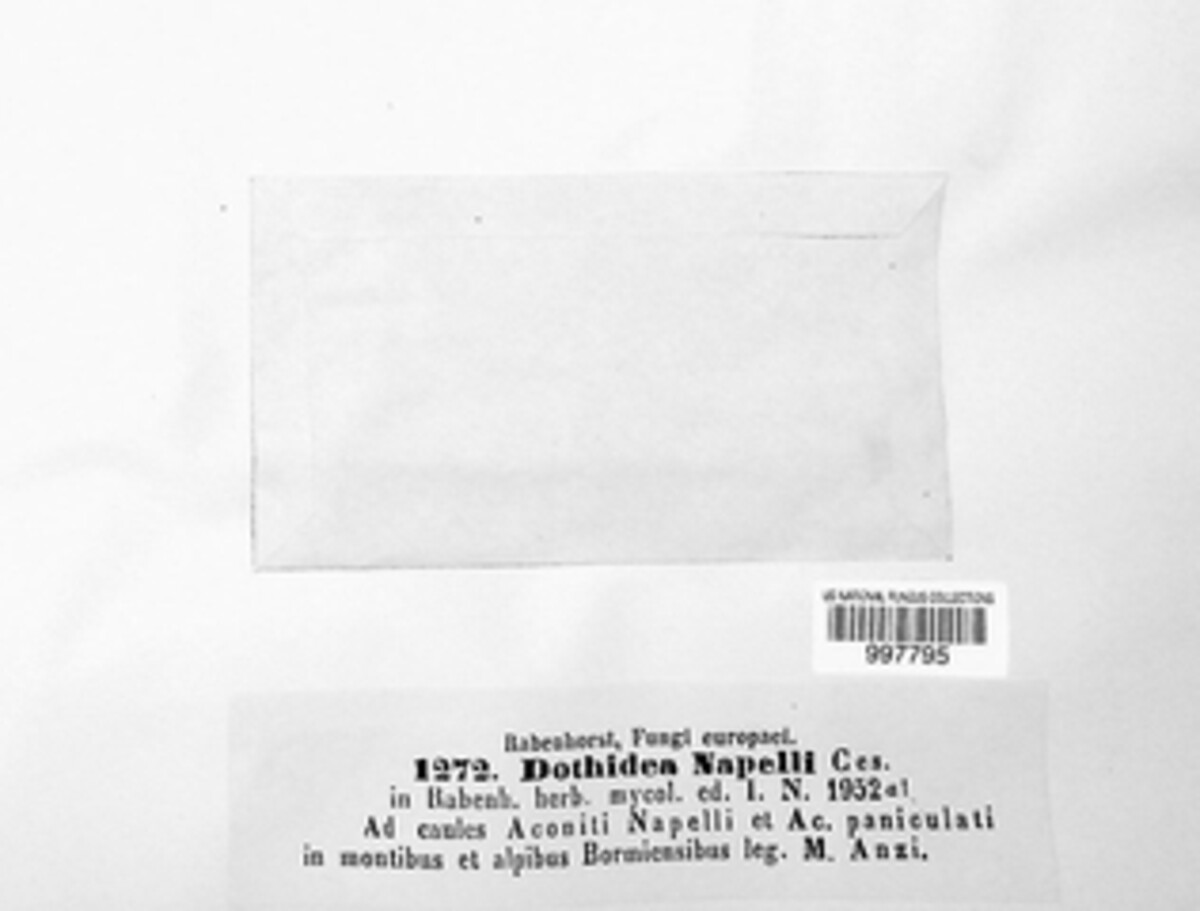 US NATIONAL FUNGUS COLLECTIONS
997795
Rabenhorst, Fungi europaei.
1272. Dothidea Napelli Ces.
in Rabenh. herb. mycol. ed. I. N. 1952
Ad caules Aconiti Napelli et Ac. paniculati
in montibus et alpibus Bormiensibus leg. M. Anzi.